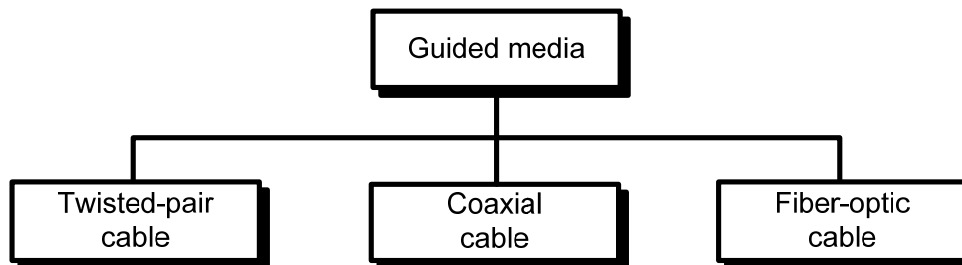 Guided media
Twisted-pair
cable
Coaxial
cable
Fiber-optic
cable